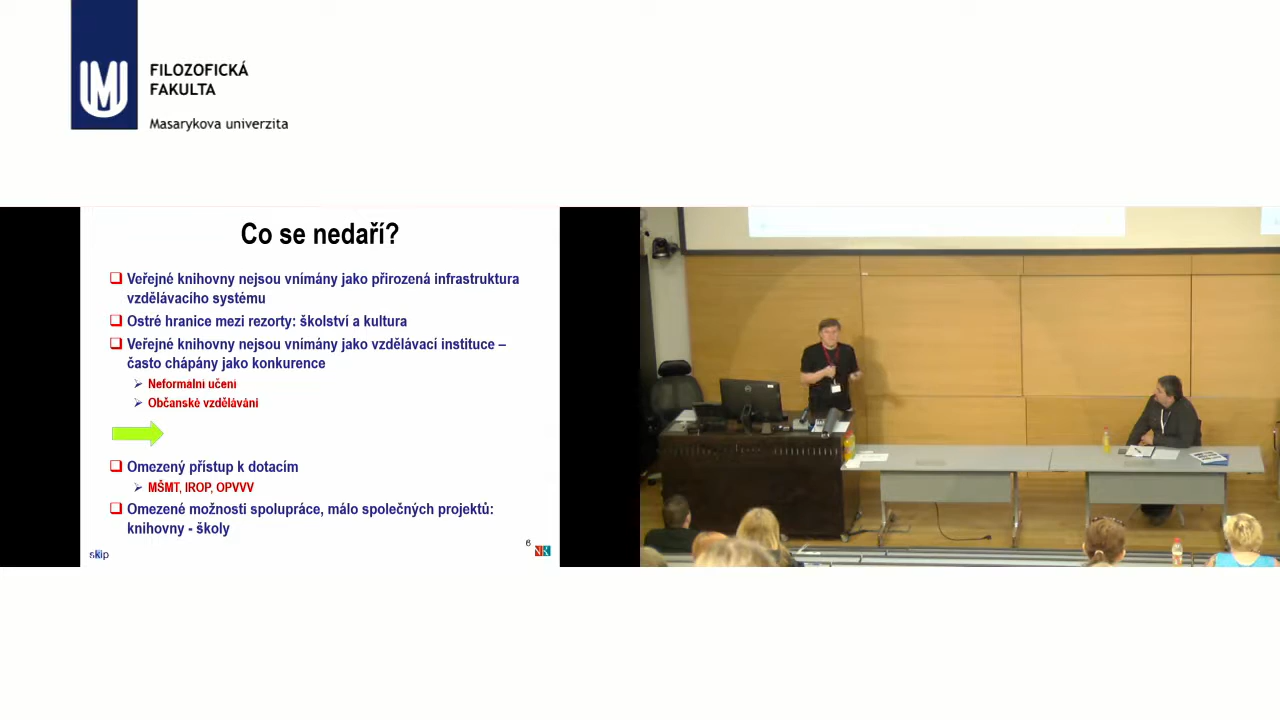 FILOZOFICKÁ
FAKULTA
Masarykova univerzita
Co se nedaří?
Veřejné knihovny nejsou vnímány jako přirozená infrastruktura
vzdělávacího systému
Ostré hranice mezi rezorty: školství a kultura
Veřejné knihovny nejsou vnímány jako vzdělávací instituce –
často chápány jako konkurence
Neformální učení
Občanské vzdělávání
Omezený přístup k dotacím
MŠMT, IROP, OPVVV
Omezené možnosti spolupráce, málo společných projektů:
knihovny - školy
skip
6